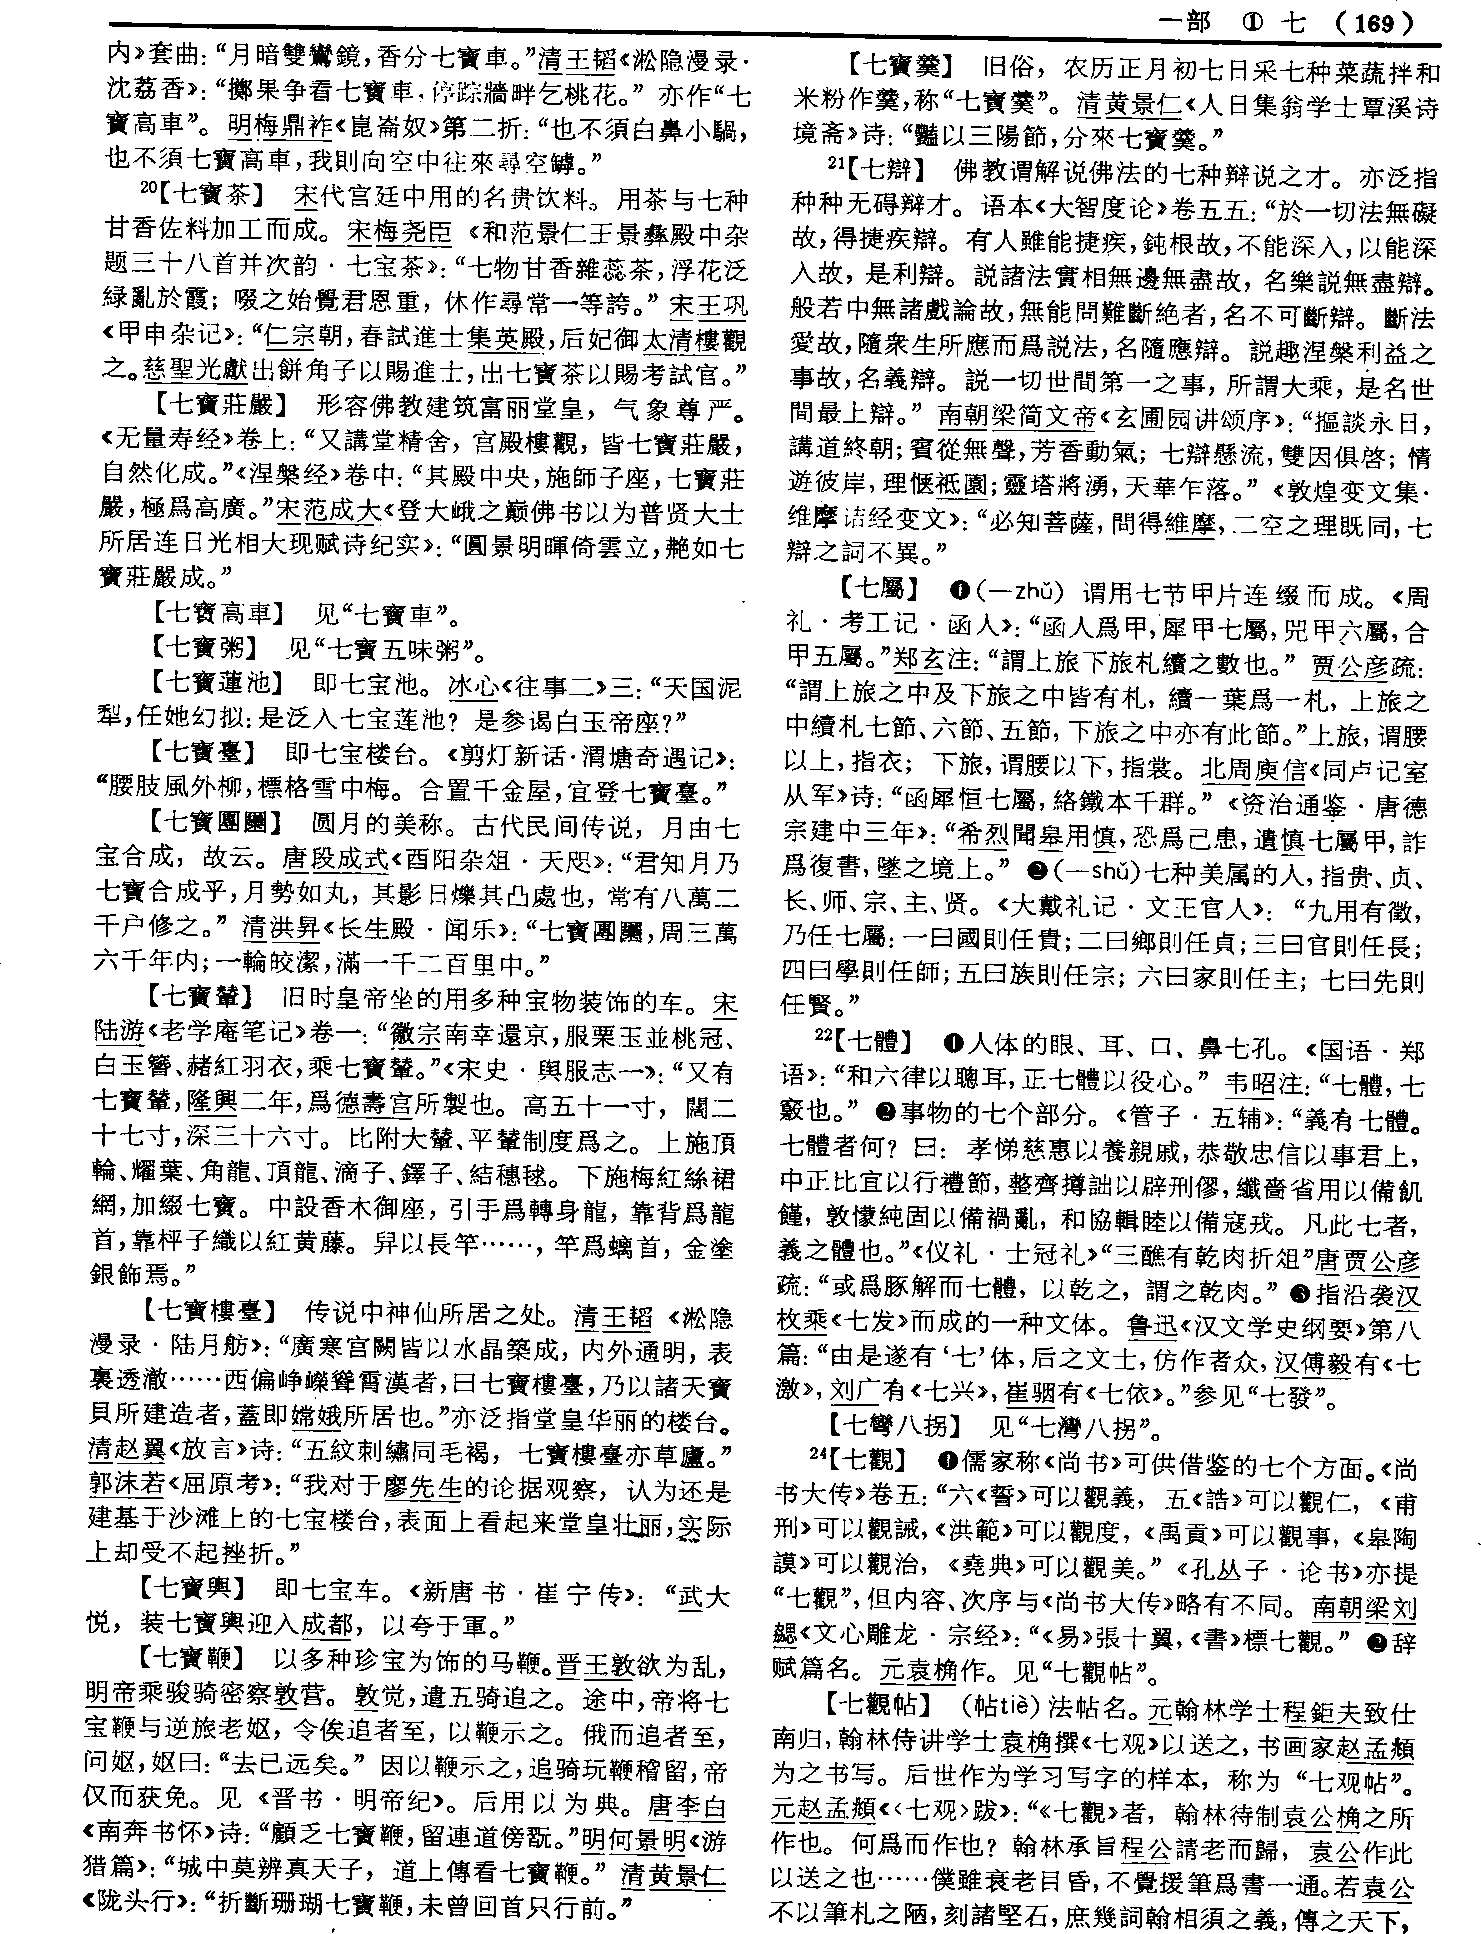 一部 ① 七 （169）
内》套曲：“月暗雙鸞鏡，香分七寶車。”清王韬《淞隐漫录·
沈荔香》：“擲果争看七寶車，停踪牆畔乞桃花。” 亦作“七
寶高車”。明梅鼎祚《崑崙奴》第二折：“也不須白鼻小騧，
也不須七寶高車，我則向空中往來尋空罅。”
20【七寶茶】 宋代宫廷中用的名贵饮料。用茶与七种
甘香佐料加工而成。宋梅尧臣《和范景仁王景彝殿中杂
题三十八首并次韵·七宝茶》：“七物甘香雜蕊茶，浮花泛
緑亂於霞；啜之始覺君恩重，休作尋常一等誇。”宋王巩
《甲申杂记》：“仁宗朝，春試進士集英殿，后妃御太清樓觀
之。慈聖光獻出餅角子以賜進士，出七寶茶以賜考試官。”
【七寶莊嚴】 形容佛教建筑富丽堂皇，气象尊严。
《无量寿经》卷上：“又講堂精舍，宫殿樓觀，皆七寶莊嚴，
自然化成。”《涅槃经》卷中：“其殿中央，施師子座，七寶莊
嚴，極爲高廣。”宋范成大《登大峨之巅佛书以为普贤大士
所居连日光相大现赋诗纪实》：“圓景明暉倚雲立，艶如七
寶莊嚴成。”
【七寶高車】 见“七寶車”。
【七寶粥】 见“七寶五味粥”。
【七寶蓮池】 即七宝池。冰心《往事二》三：“天国泥
犁，任她幻拟：是泛入七宝莲池？是参谒白玉帝座？”
【七寶臺】 即七宝楼台。《剪灯新话·渭塘奇遇记》：
“腰肢風外柳，標格雪中梅。合置千金屋，宜登七寶臺。”
【七寶團圞】 圆月的美称。古代民间传说，月由七
宝合成，故云。唐段成式《酉阳杂俎·天咫》：“君知月乃
七寶合成乎，月勢如丸，其影日爍其凸處也，常有八萬二
千户修之。”清洪昇《长生殿·闻乐》：“七寶團圞，周三萬
六千年内；一輪皎潔，滿一千二百里中。”
【七寶輦】 旧时皇帝坐的用多种宝物装饰的车。宋
陆游《老学庵笔记》卷一：“徽宗南幸還京，服栗玉並桃冠、
白玉簪、赭紅羽衣，乘七寶輦。”《宋史·舆服志一》：“又有
七寶輦，隆興二年，爲德壽宫所製也。高五十一寸，闊二
十七寸，深三十六寸。比附大輦、平輦制度爲之。上施頂
輪、耀葉、角龍、頂龍、滴子、鐸子、結穗毬。下施梅紅絲裙
網，加綴七寶。中設香木御座，引手爲轉身龍，靠背爲龍
首，靠枰子織以紅黄藤。舁以長竿……，竿爲螭首，金塗
銀飾焉。”
【七寶樓臺】 传说中神仙所居之处。清王韬《淞隐
漫录·陆月舫》：“廣寒宫闕皆以水晶築成，内外通明，表
裏透澈……西偏崢嶸聳霄漢者，曰七寶樓臺，乃以諸天寶
貝所建造者，蓋即嫦娥所居也。”亦泛指堂皇华丽的楼台。
清赵翼《放言》诗：“五紋刺繡同毛褐，七寶樓臺亦草廬。”
郭沫若《屈原考》：“我对于廖先生的论据观察，认为还是
建基于沙滩上的七宝楼台，表面上看起来堂皇壮丽，实际
上却受不起挫折。”
【七寶輿】 即七宝车。《新唐书·崔宁传》：“武大
悦，装七寶輿迎入成都，以夸于軍。”
【七寶鞭】 以多种珍宝为饰的马鞭。晋王敦欲为乱，
明帝乘骏骑密察敦营。敦觉，遣五骑追之。途中，帝将七
宝鞭与逆旅老妪，令俟追者至，以鞭示之。俄而追者至，
问妪，妪曰：“去已远矣。”因以鞭示之，追骑玩鞭稽留，帝
仅而获免。见《晋书·明帝纪》。后用以为典。唐李白
《南奔书怀》诗：“顧乏七寶鞭，留連道傍翫。”明何景明《游
猎篇》：“城中莫辨真天子，道上傳看七寶鞭。”清黄景仁
《陇头行》：“折斷珊瑚七寶鞭，未曾回首只行前。”
【七寶羹】 旧俗，农历正月初七日采七种菜蔬拌和
米粉作羹，称“七寶羹”。清黄景仁《人日集翁学士覃溪诗
境斋》诗：“豔以三陽節，分來七寶羹。”
21【七辯】 佛教谓解说佛法的七种辩说之才。亦泛指
种种无碍辩才。语本《大智度论》卷五五：“於一切法無礙
故，得捷疾辯。有人雖能捷疾，鈍根故，不能深入，以能深
入故，是利辯。説諸法實相無邊無盡故，名樂説無盡辯。
般若中無諸戲論故，無能問難斷絶者，名不可斷辯。斷法
愛故，隨衆生所應而爲説法，名隨應辯。説趣涅槃利益之
事故，名義辯。説一切世間第一之事，所謂大乘，是名世
間最上辯。”南朝梁简文帝《玄圃园讲颂序》：“摳談永日，
講道終朝；賓從無聲，芳香動氣；七辯懸流，雙因俱啓；情
遊彼岸，理愜祇園；靈塔將湧，天華乍落。”《敦煌变文集·
维摩诘经变文》：“必知菩薩，問得維摩，二空之理既同，七
辯之詞不異。”
【七屬】 ❶（—zhǔ）谓用七节甲片连缀而成。《周
礼·考工记·函人》：“函人爲甲，犀甲七屬，兕甲六屬，合
甲五屬。”郑玄注：“謂上旅下旅札續之數也。”贾公彦疏：
“謂上旅之中及下旅之中皆有札，續一葉爲一札，上旅之
中續札七節、六節、五節，下旅之中亦有此節。”上旅，谓腰
以上，指衣；下旅，谓腰以下，指裳。北周庾信《同卢记室
从军》诗：“函犀恒七屬，絡鐵本千群。”《资治通鉴·唐德
宗建中三年》：“希烈聞皋用慎，恐爲己患，遺慎七屬甲，詐
爲復書，墜之境上。”❷（—shǔ）七种美属的人，指贵、贞、
长、师、宗、主、贤。《大戴礼记·文王官人》：“九用有徵，
乃任七屬：一曰國則任貴；二曰鄉則任貞；三曰官則任長；
四曰學則任師；五曰族則任宗；六曰家則任主；七曰先則
任賢。”
22【七體】 ❶人体的眼、耳、口、鼻七孔。《国语·郑
语》：“和六律以聰耳，正七體以役心。”韦昭注：“七體，七
竅也。”❷事物的七个部分。《管子·五辅》：“義有七體。
七體者何？曰：孝悌慈惠以養親戚，恭敬忠信以事君上，
中正比宜以行禮節，整齊撙詘以辟刑僇，纖嗇省用以備飢
饉，敦懞純固以備禍亂，和協輯睦以備寇戎。凡此七者，
義之體也。”《仪礼·士冠礼》“三醮有乾肉折俎”唐贾公彦
疏：“或爲豚解而七體，以乾之，謂之乾肉。”❸指沿袭汉
枚乘《七发》而成的一种文体。鲁迅《汉文学史纲要》第八
篇：“由是遂有‘七’体，后之文士，仿作者众，汉傅毅有《七
激》，刘广有《七兴》，崔骃有《七依》。”参见“七發”。
【七彎八拐】 见“七灣八拐”。
24【七觀】 ❶儒家称《尚书》可供借鉴的七个方面。《尚
书大传》卷五：“六《誓》可以觀義，五《誥》可以觀仁，《甫
刑》可以觀誡，《洪範》可以觀度，《禹貢》可以觀事，《皋陶
謨》可以觀治，《堯典》可以觀美。”《孔丛子·论书》亦提
“七觀”，但内容、次序与《尚书大传》略有不同。南朝梁刘
勰《文心雕龙·宗经》：“《易》張十翼，《書》標七觀。”❷辞
赋篇名。元袁桷作。见“七觀帖”。
【七觀帖】 （帖tiè）法帖名。元翰林学士程鉅夫致仕
南归，翰林侍讲学士袁桷撰《七观》以送之，书画家赵孟頫
为之书写。后世作为学习写字的样本，称为“七观帖”。
元赵孟頫《〈七观〉跋》：“《七觀》者，翰林待制袁公桷之所
作也。何爲而作也？翰林承旨程公請老而歸，袁公作此
以送之也……僕雖衰老目昏，不覺援筆爲書一通。若袁公
不以筆札之陋，刻諸堅石，庶幾詞翰相須之義，傳之天下，